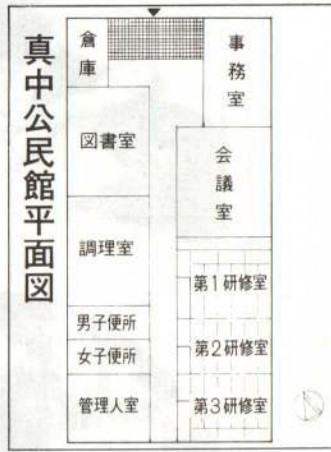 真中公民館平面図
倉庫
事務室
図書室
会議室
調理室
第1研修室
男子便所
第2研修室
女子便所
管理人室
第3研修室